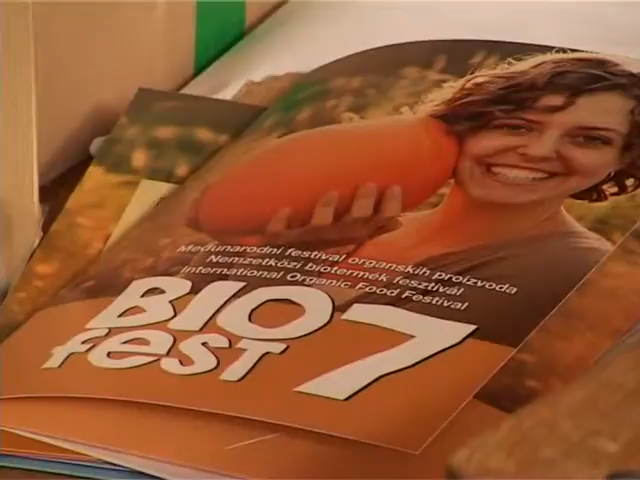 Međunarodni festival organskih proizvoda
Nemzetközi biotermék fesztivál
International Organic Food Festival
BIO
fest 7